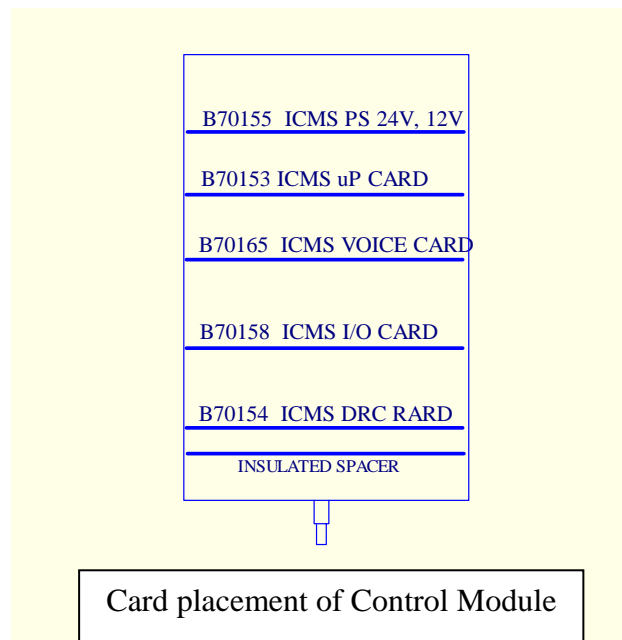 B70155 ICMS PS 24V, 12V
B70153 ICMS uP CARD
B70165 ICMS VOICE CARD
B70158 ICMS I/O CARD
B70154 ICMS DRC RARD
INSULATED SPACER
Card placement of Control Module